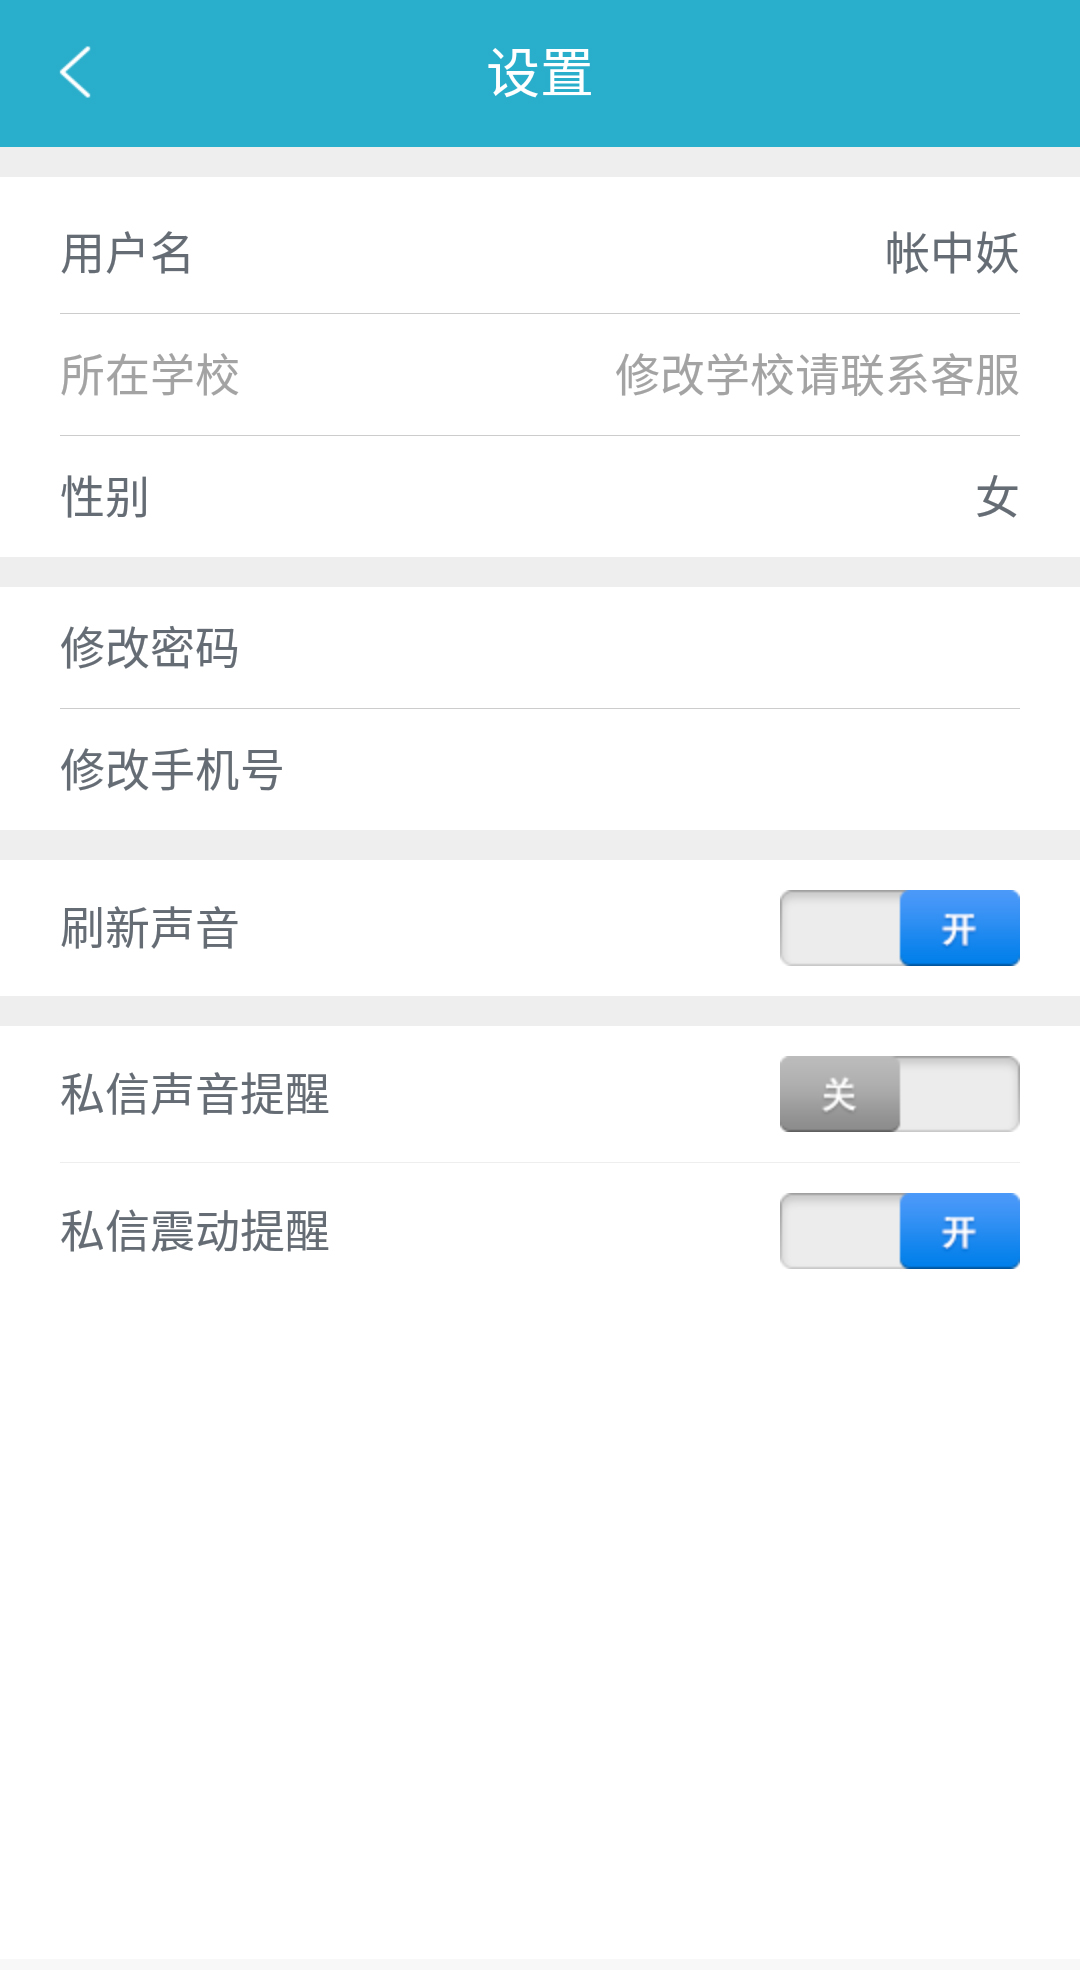 设置
用户名 帐中妖
所在学校 修改学校请联系客服
性别 女
修改密码
修改手机号
刷新声音 开
私信声音提醒 关
私信震动提醒 开